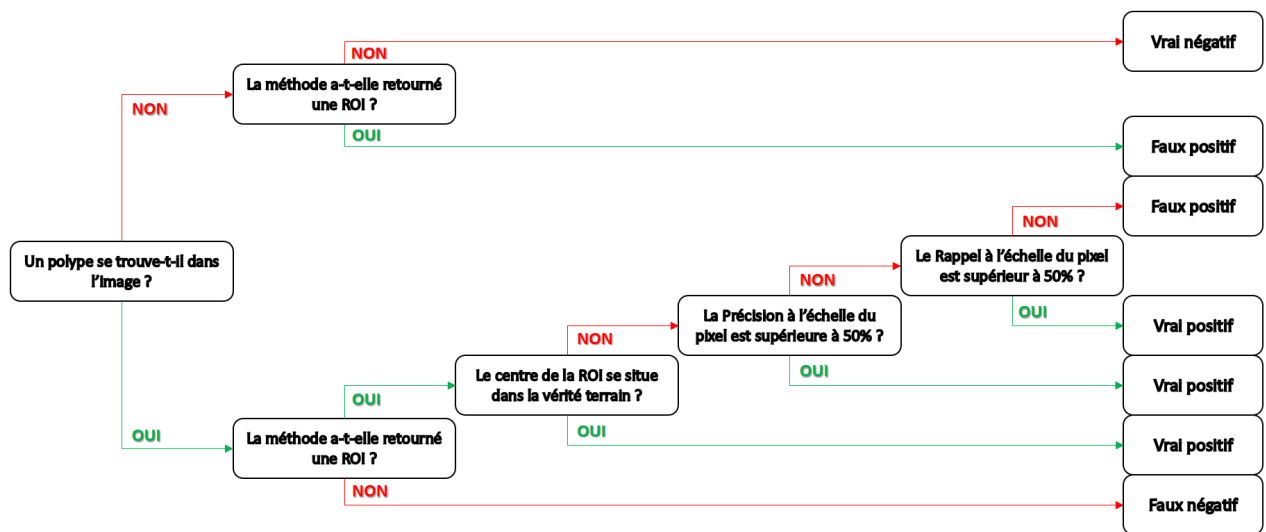 NON
Vrai négatif
La méthode a-t-elle retourné
une ROI ?
NON
OUI
Faux positif
Faux positif
NON
Un polype se trouve-t-il dans
l'image ?
Le Rappel à l'échelle du pixel
est supérieur à 50% ?
NON
OUI
La Précision à l'échelle du
pixel est supérieure à 50% ?
Vrai positif
NON
OUI
Le centre de la ROI se situe
dans la vérité terrain ?
Vrai positif
OUI
OUI
La méthode a-t-elle retourné
une ROI ?
OUI
Vrai positif
NON
Faux négatif